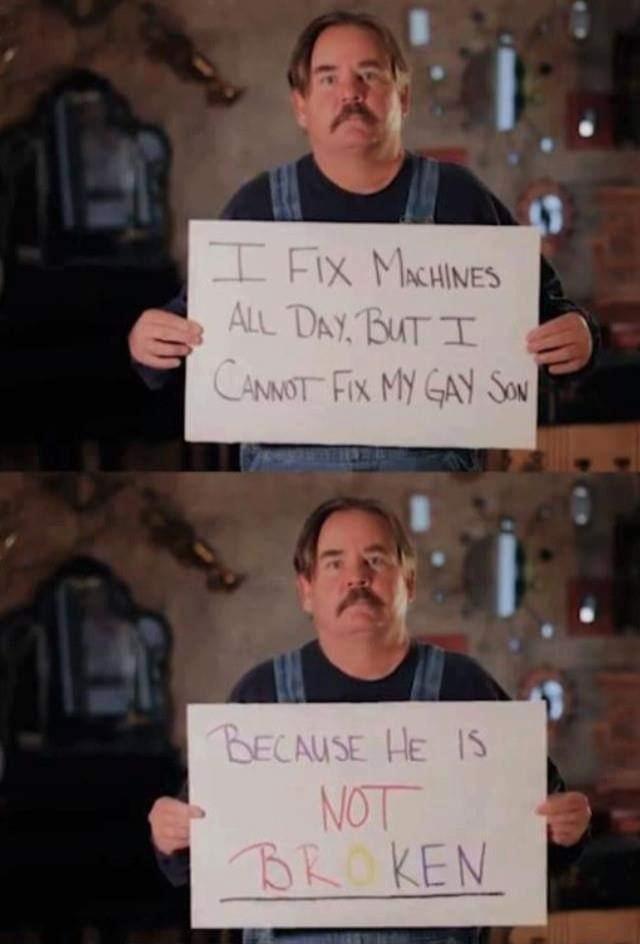 I FIX MACHINES
ALL DAY, BUT I
CANNOT FIX MY GAY SON
BECAUSE HE IS
NOT
BROKEN